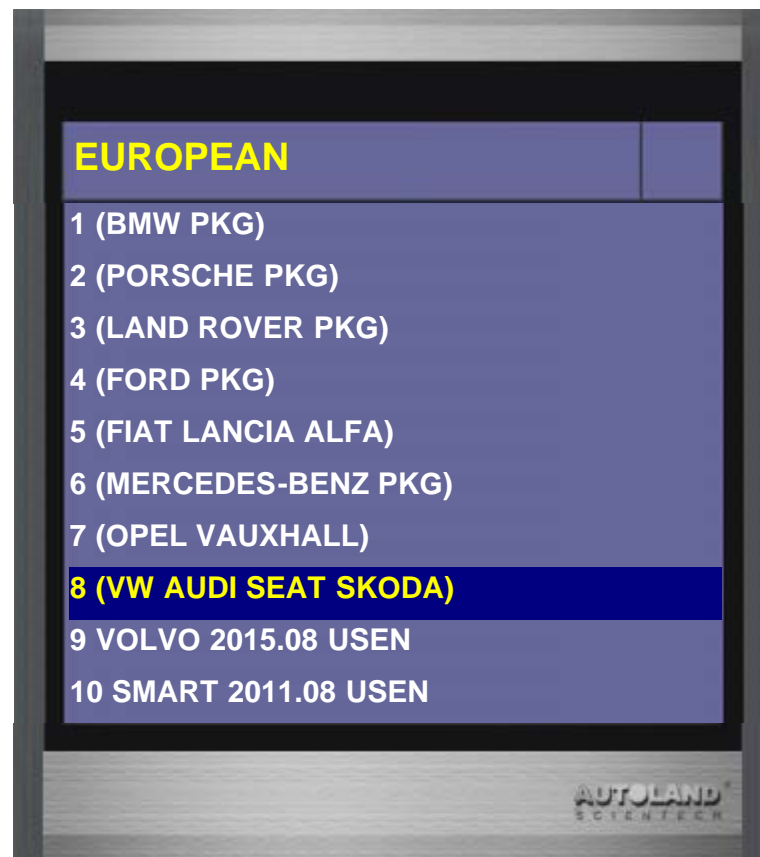 EUROPEAN
1 (BMW PKG)
2 (PORSCHE PKG)
3 (LAND ROVER PKG)
4 (FORD PKG)
5 (FIAT LANCIA ALFA)
6 (MERCEDES-BENZ PKG)
7 (OPEL VAUXHALL)
8 (VW AUDI SEAT SKODA)
9 VOLVO 2015.08 USEN
10 SMART 2011.08 USEN
AUTOLAND
SCIENTECH